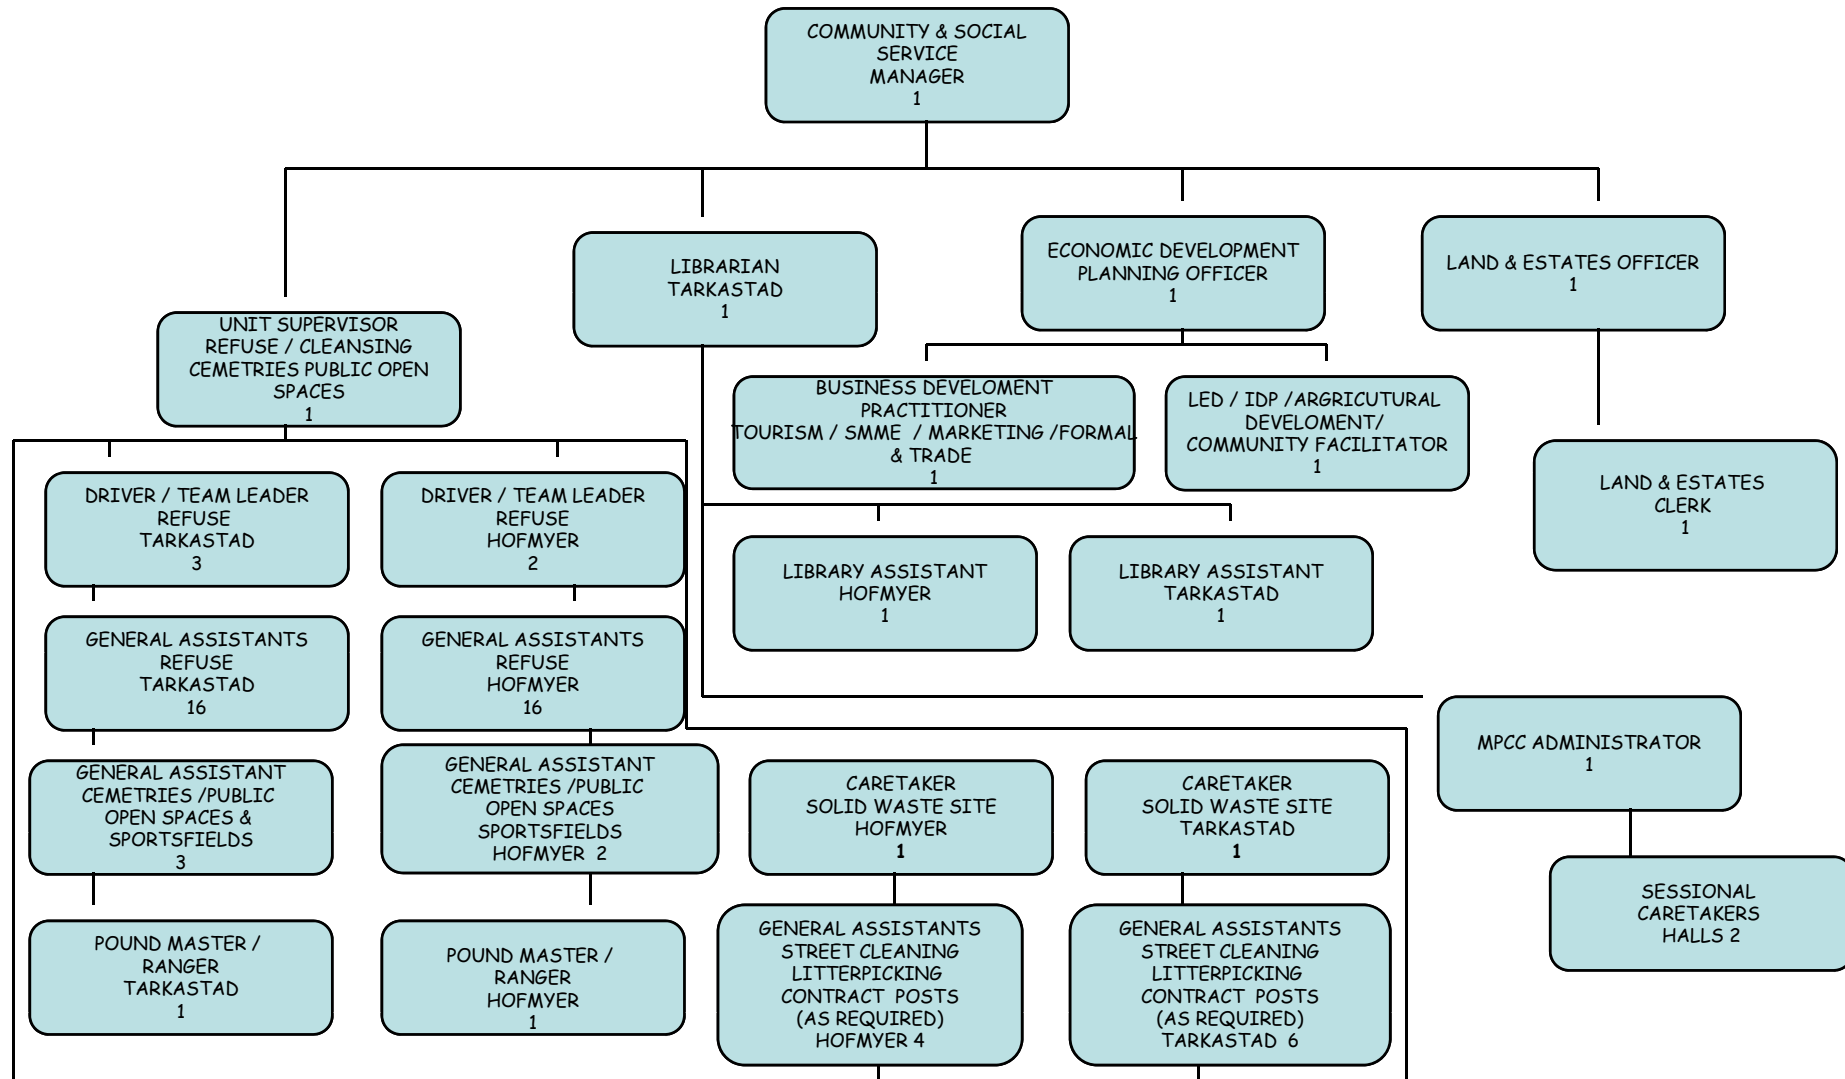 COMMUNITY & SOCIAL
SERVICE
MANAGER
1
UNIT SUPERVISOR
REFUSE / CLEANSING
CEMETRIES PUBLIC OPEN
SPACES
1
LIBRARIAN
TARKASTAD
1
ECONOMIC DEVELOPMENT
PLANNING OFFICER
1
LAND & ESTATES OFFICER
1
BUSINESS DEVELOMENT
PRACTITIONER
TOURISM / SMME / MARKETING /FORMAL
& TRADE
1
LED / IDP /ARGRICUTURAL
DEVELOMENT/
COMMUNITY FACILITATOR
1
LAND & ESTATES
CLERK
1
DRIVER / TEAM LEADER
REFUSE
TARKASTAD
3
DRIVER / TEAM LEADER
REFUSE
HOFMYER
2
LIBRARY ASSISTANT
HOFMYER
1
LIBRARY ASSISTANT
TARKASTAD
1
GENERAL ASSISTANTS
REFUSE
TARKASTAD
16
GENERAL ASSISTANTS
REFUSE
HOFMYER
16
MPCC ADMINISTRATOR
1
GENERAL ASSISTANT
CEMETRIES /PUBLIC
OPEN SPACES &
SPORTSFIELDS
3
GENERAL ASSISTANT
CEMETRIES /PUBLIC
OPEN SPACES
SPORTSFIELDS
HOFMYER 2
CARETAKER
SOLID WASTE SITE
HOFMYER
1
CARETAKER
SOLID WASTE SITE
TARKASTAD
1
SESSIONAL
CARETAKERS
HALLS 2
POUND MASTER /
RANGER
TARKASTAD
1
POUND MASTER /
RANGER
HOFMYER
1
GENERAL ASSISTANTS
STREET CLEANING
LITTERPICKING
CONTRACT POSTS
(AS REQUIRED)
HOFMYER 4
GENERAL ASSISTANTS
STREET CLEANING
LITTERPICKING
CONTRACT POSTS
(AS REQUIRED)
TARKASTAD 6